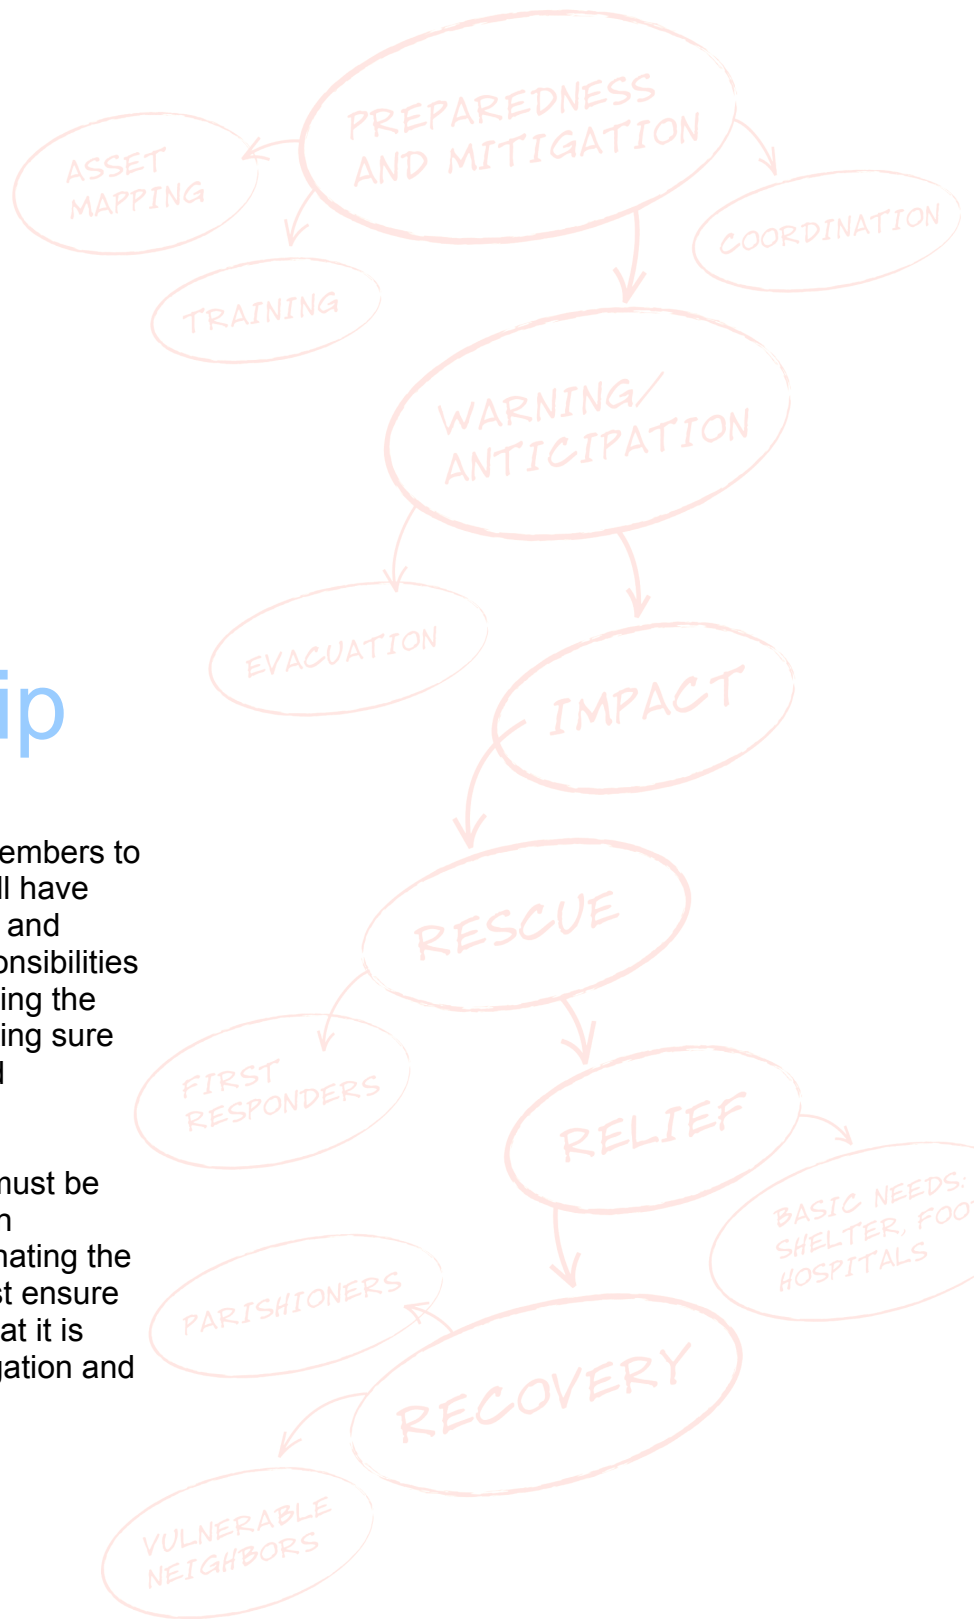 PREPAREDNESS
AND MITIGATION
ASSET
MAPPING
COORDINATION
TRAINING
WARNING/
ANTICIPATION
EVACUATION
IMPACT
ip
embers to
ll have
and
onsibilities
ing the
ing sure
d
RESCUE
FIRST
RESPONDERS
RELIEF
must be
n
nating the
st ensure
at it is
gation and
BASIC NEEDS:
SHELTER, FOO
HOSPITALS
PARISHIONERS
RECOVERY
VULNERABLE
NEIGHBORS